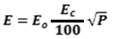 E = E₀ E_c/100 √P